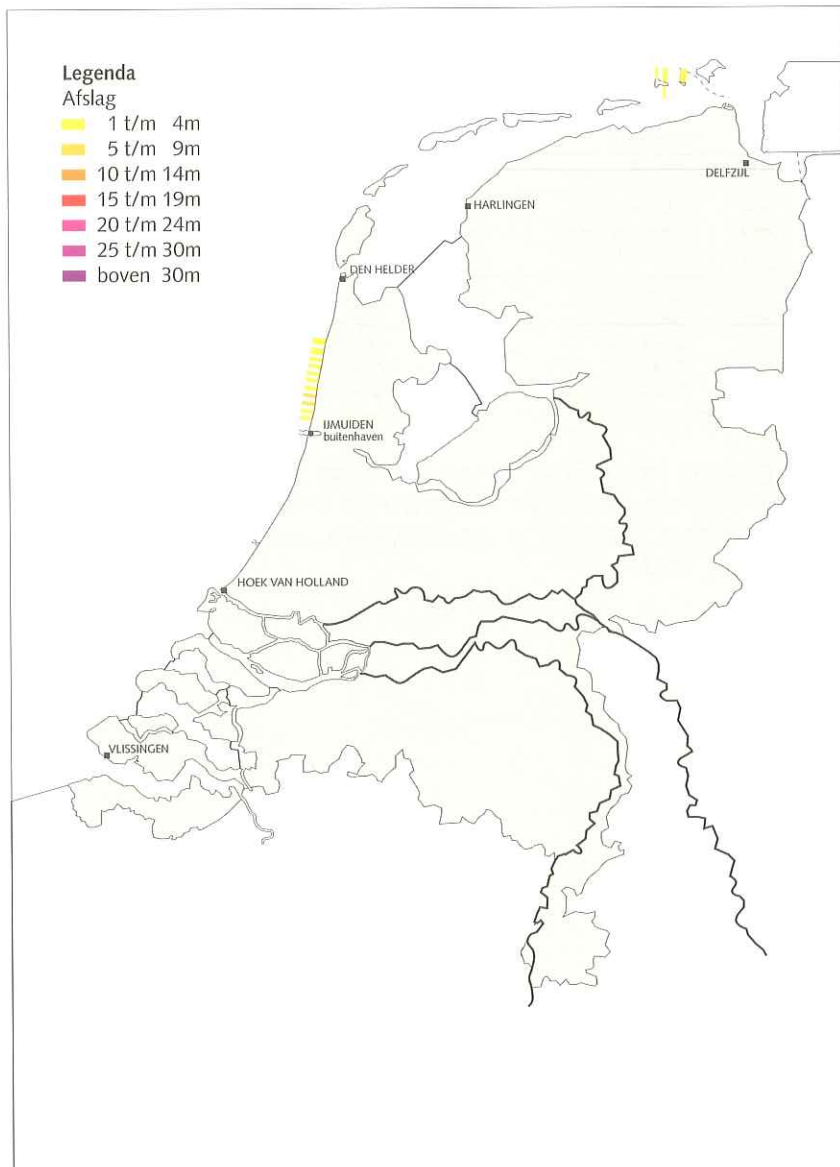 Legenda
Afslag
1 t/m 4m
5 t/m 9m
10 t/m 14m
15 t/m 19m
20 t/m 24m
25 t/m 30m
boven 30m
DELFZIJL
HARLINGEN
DEN HELDER
IJMUIDEN
buitenhaven
HOEK VAN HOLLAND
VLISSINGEN